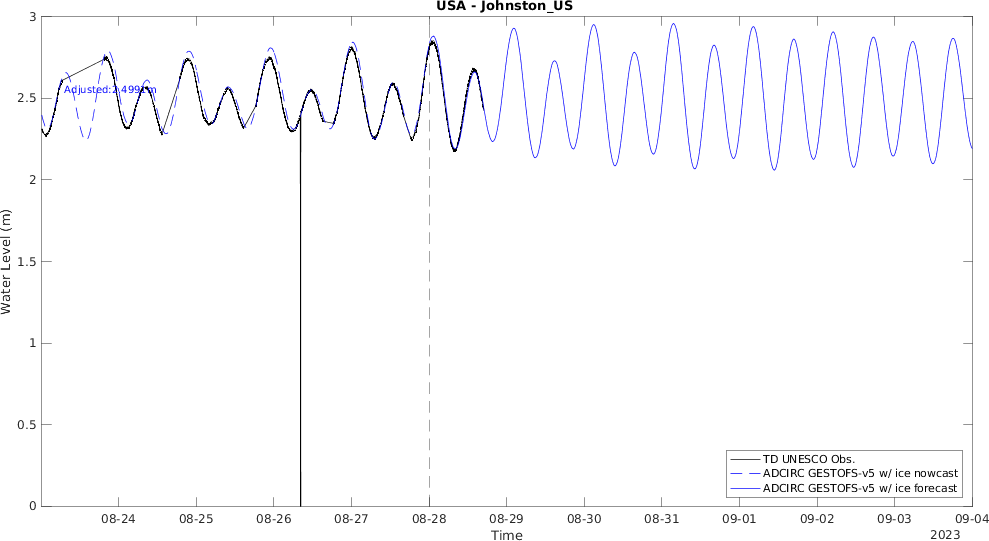 USA - Johnston_US
3
2.5
2
1.5
1
0.5
0
Water Level (m)
Adjusted:2.4991m
TD UNESCO Obs.
ADCIRC GESTOFS-v5 w/ ice nowcast
ADCIRC GESTOFS-v5 w/ ice forecast
08-24 08-25 08-26 08-27 08-28 08-29 08-30 08-31 09-01 09-02 09-03 09-04
Time
2023